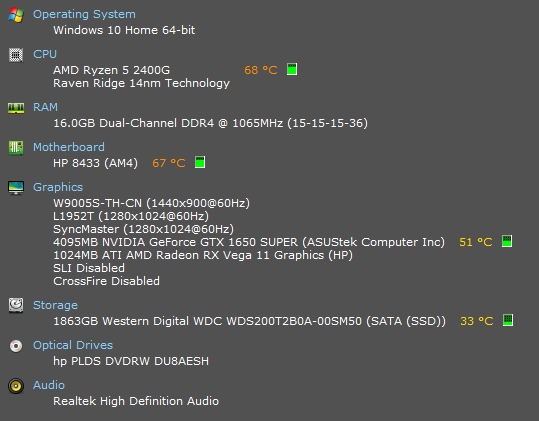 Operating System
Windows 10 Home 64-bit
CPU
AMD Ryzen 5 2400G 68 °C
Raven Ridge 14nm Technology
RAM
16.0GB Dual-Channel DDR4 @ 1065MHz (15-15-15-36)
Motherboard
HP 8433 (AM4) 67 °C
Graphics
W9005S-TH-CN (1440x900@60Hz)
L1952T (1280x1024@60Hz)
SyncMaster (1280x1024@60Hz)
4095MB NVIDIA GeForce GTX 1650 SUPER (ASUStek Computer Inc) 51 °C
1024MB ATI AMD Radeon RX Vega 11 Graphics (HP)
SLI Disabled
CrossFire Disabled
Storage
1863GB Western Digital WDC WDS200T2B0A-00SM50 (SATA (SSD)) 33 °C
Optical Drives
hp PLDS DVDRW DU8AESH
Audio
Realtek High Definition Audio